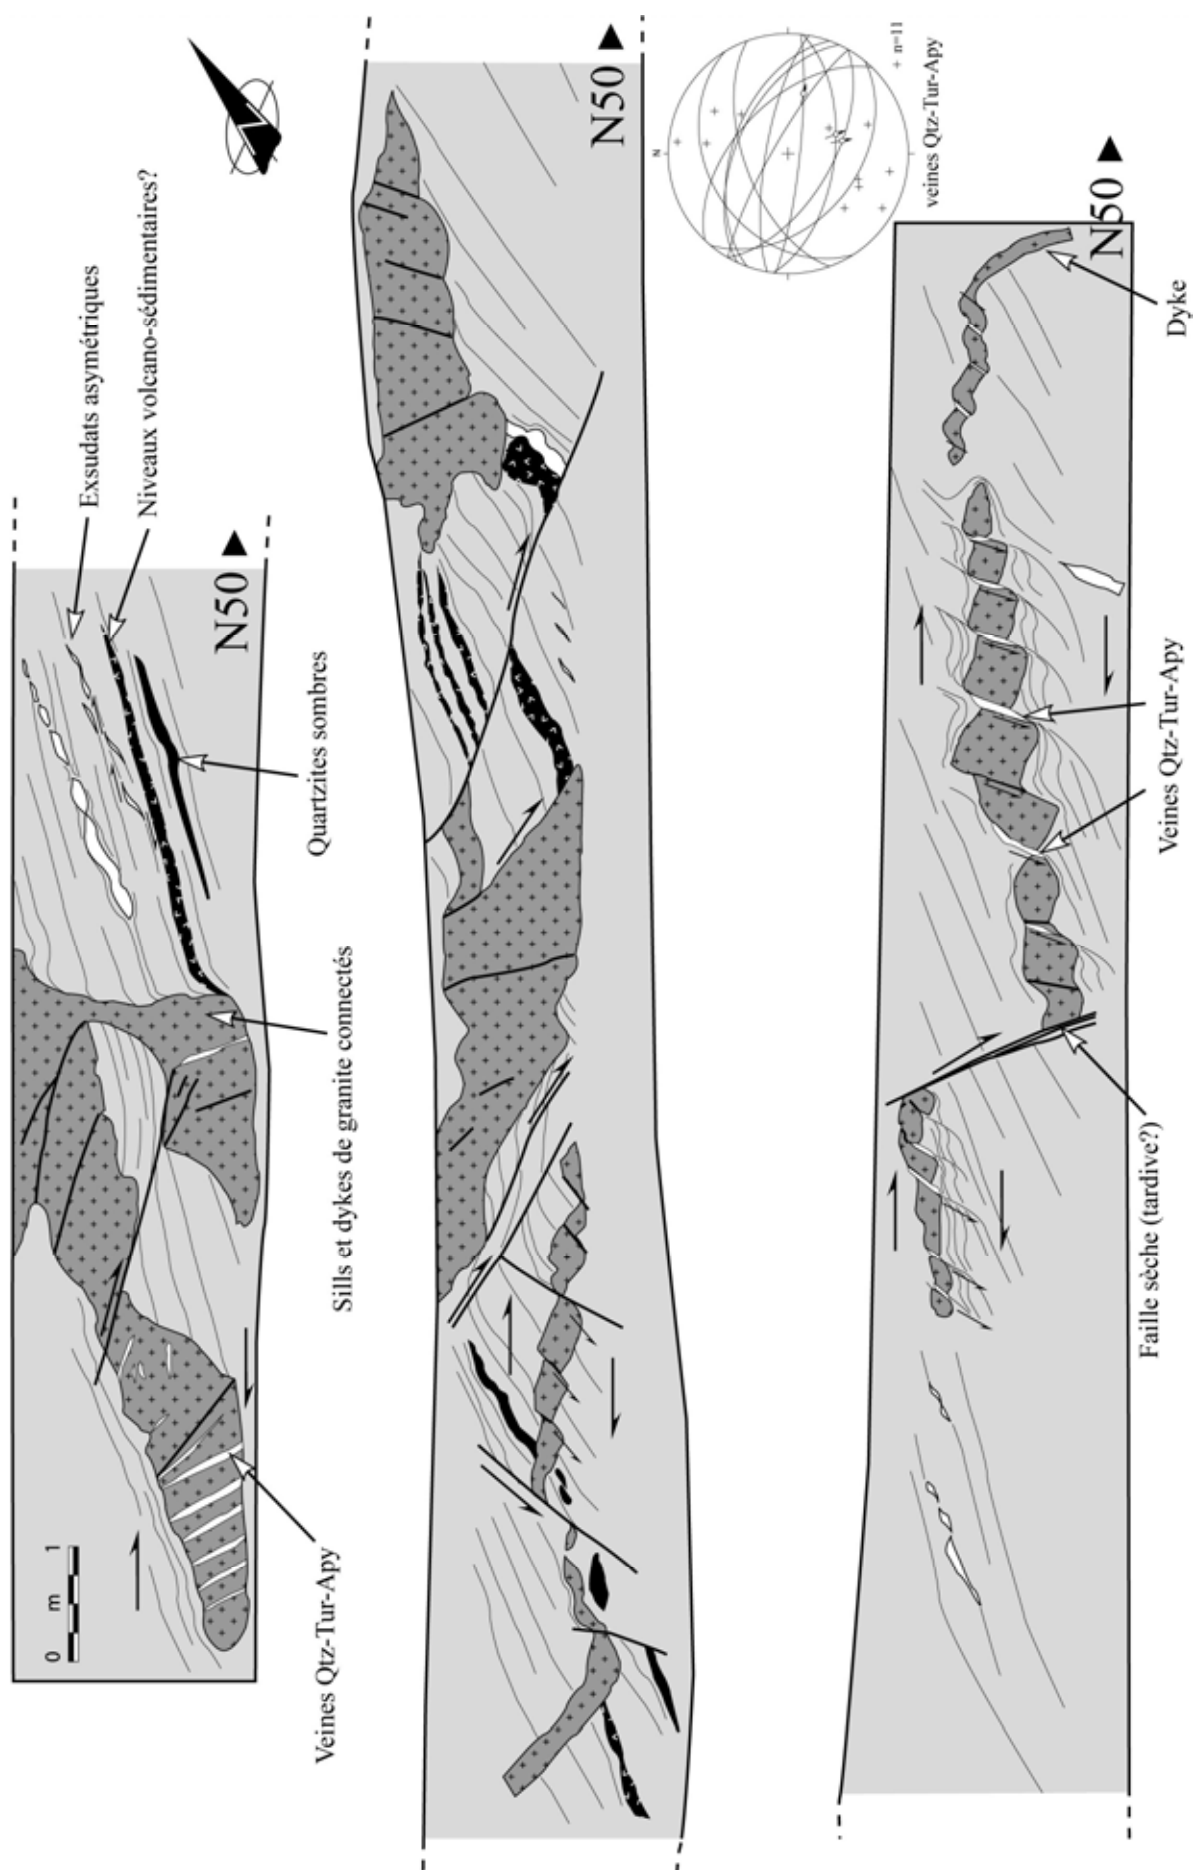 Exsudats asymétriques
Niveaux volcano-sédimentaires?
N50
Quartzites sombres
Sills et dykes de granite connectés
Veines Qtz-Tur-Apy
0 m 1
N50
N
n=11
veines Qtz-Tur-Apy
N50
Dyke
Veines Qtz-Tur-Apy
Faille sèche (tardive?)